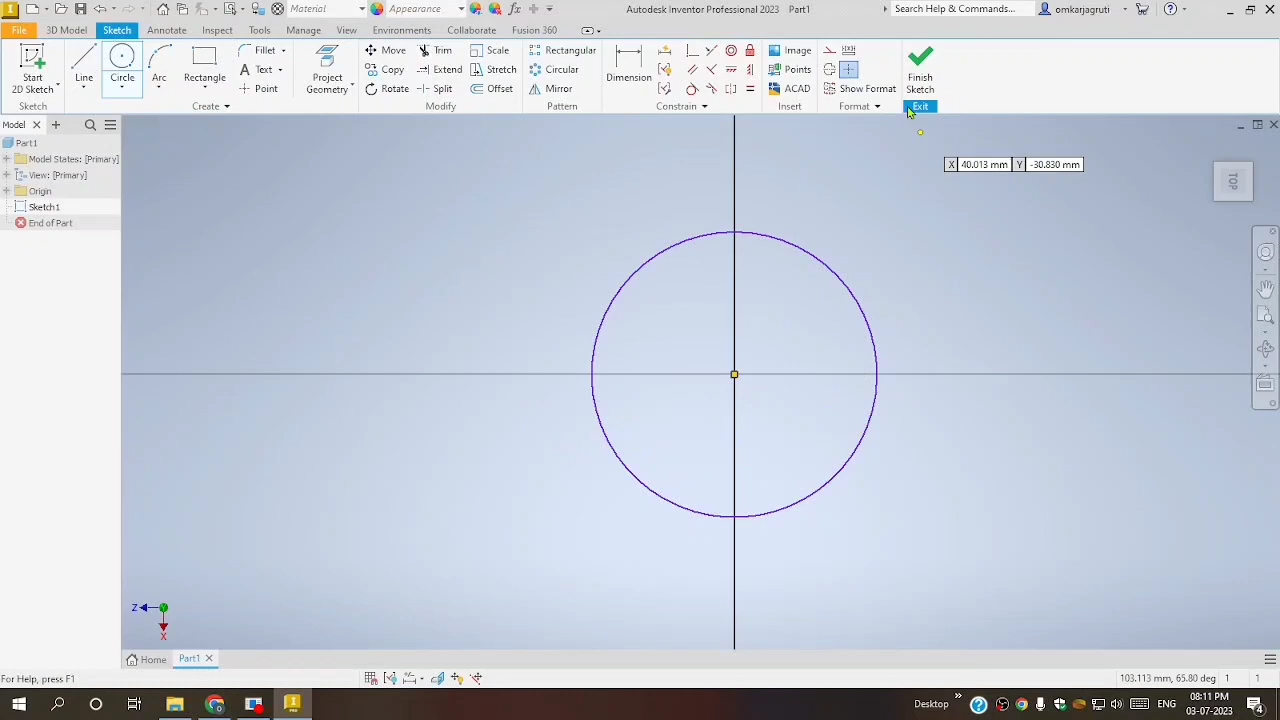 Material
Appearance
Autodesk Inventor Professional 2023 Part1
Search Help & Commands...
omkarjagruti
File
3D Model
Sketch
Annotate
Inspect
Tools
Manage
View
Environments
Collaborate
Fusion 360
Start
2D Sketch
Line
Circle
Arc
Rectangle
Fillet
Text
Point
Project
Geometry
Move
Copy
Rotate
Trim
Extend
Split
Scale
Stretch
Offset
Rectangular
Circular
Mirror
Dimension
Image
Points
ACAD
Show Format
Finish
Sketch
Sketch
Create
Modify
Pattern
Constrain
Insert
Format
Exit
Model
Part1
Model States: [Primary]
View: [Primary]
Origin
Sketch1
End of Part
X 40.013 mm Y -30.830 mm
TOP
Z
X
Home
Part1
For Help, press F1
103.113 mm, 65.80 deg 1 1
Desktop
ENG
08:11 PM
03-07-2023